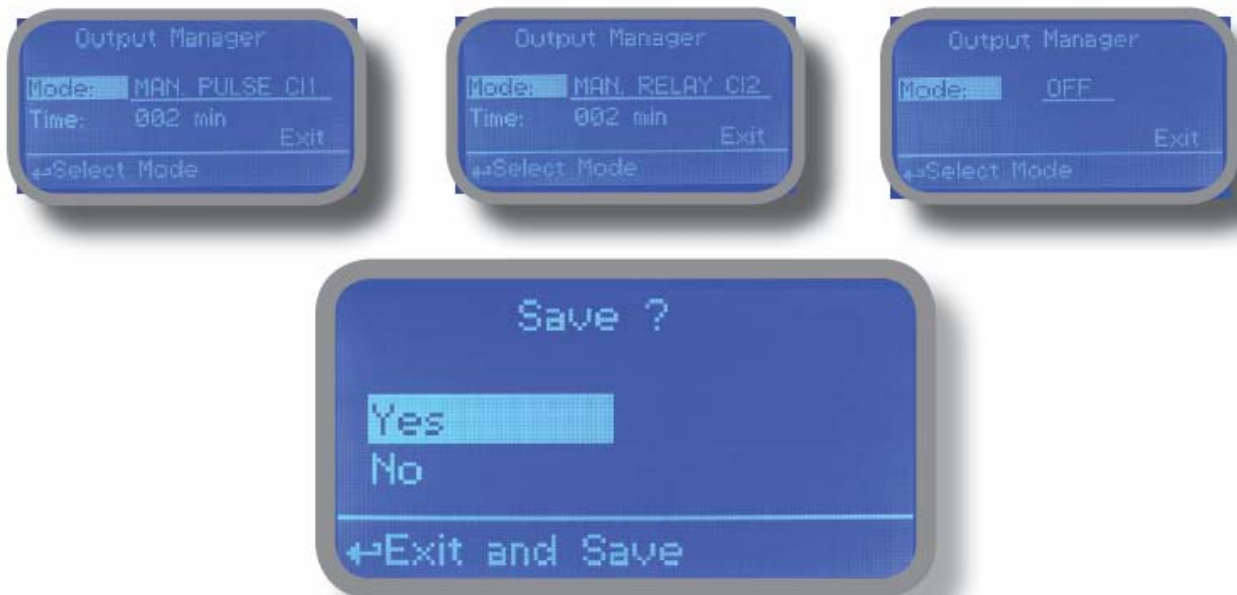 Output Manager
Mode: MAN. PULSE Cl1
Time: 002 min
Exit
↵Select Mode
Output Manager
Mode: MAN. RELAY Cl2
Time: 002 min
Exit
↵Select Mode
Output Manager
Mode: OFF
Exit
↵Select Mode
Save ?
Yes
No
↵Exit and Save